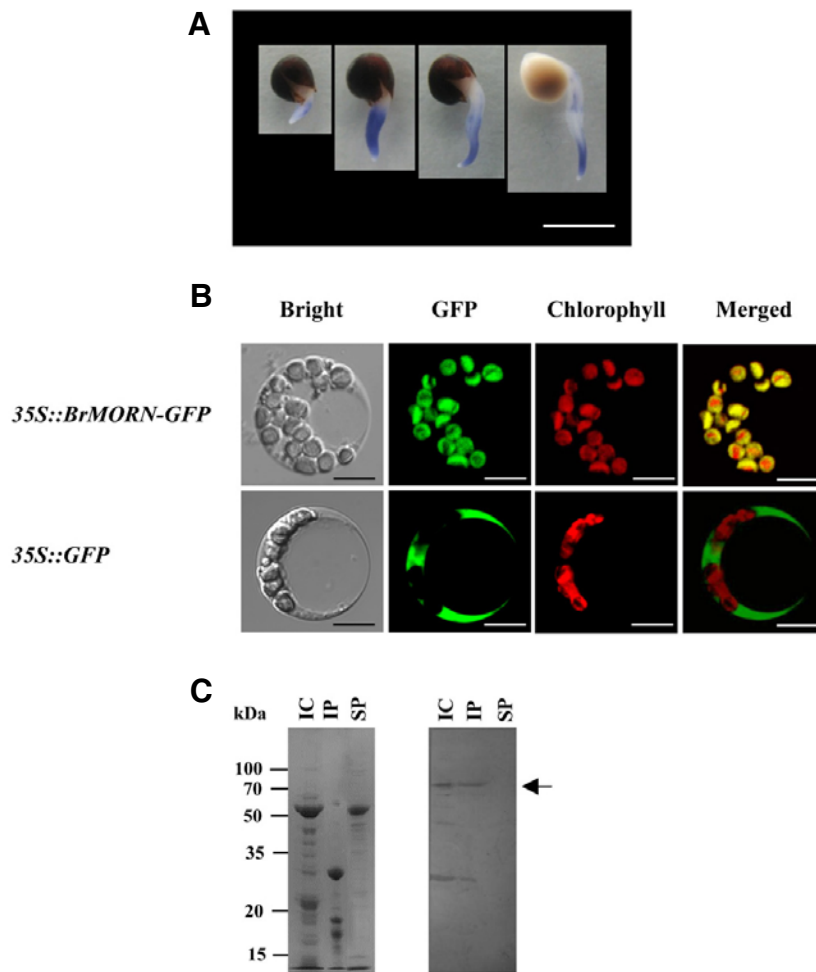 A
B
Bright GFP Chlorophyll Merged
35S::BrMORN-GFP
35S::GFP
C
kDa IC IP SP IC IP SP
100
70
50
35
20
15